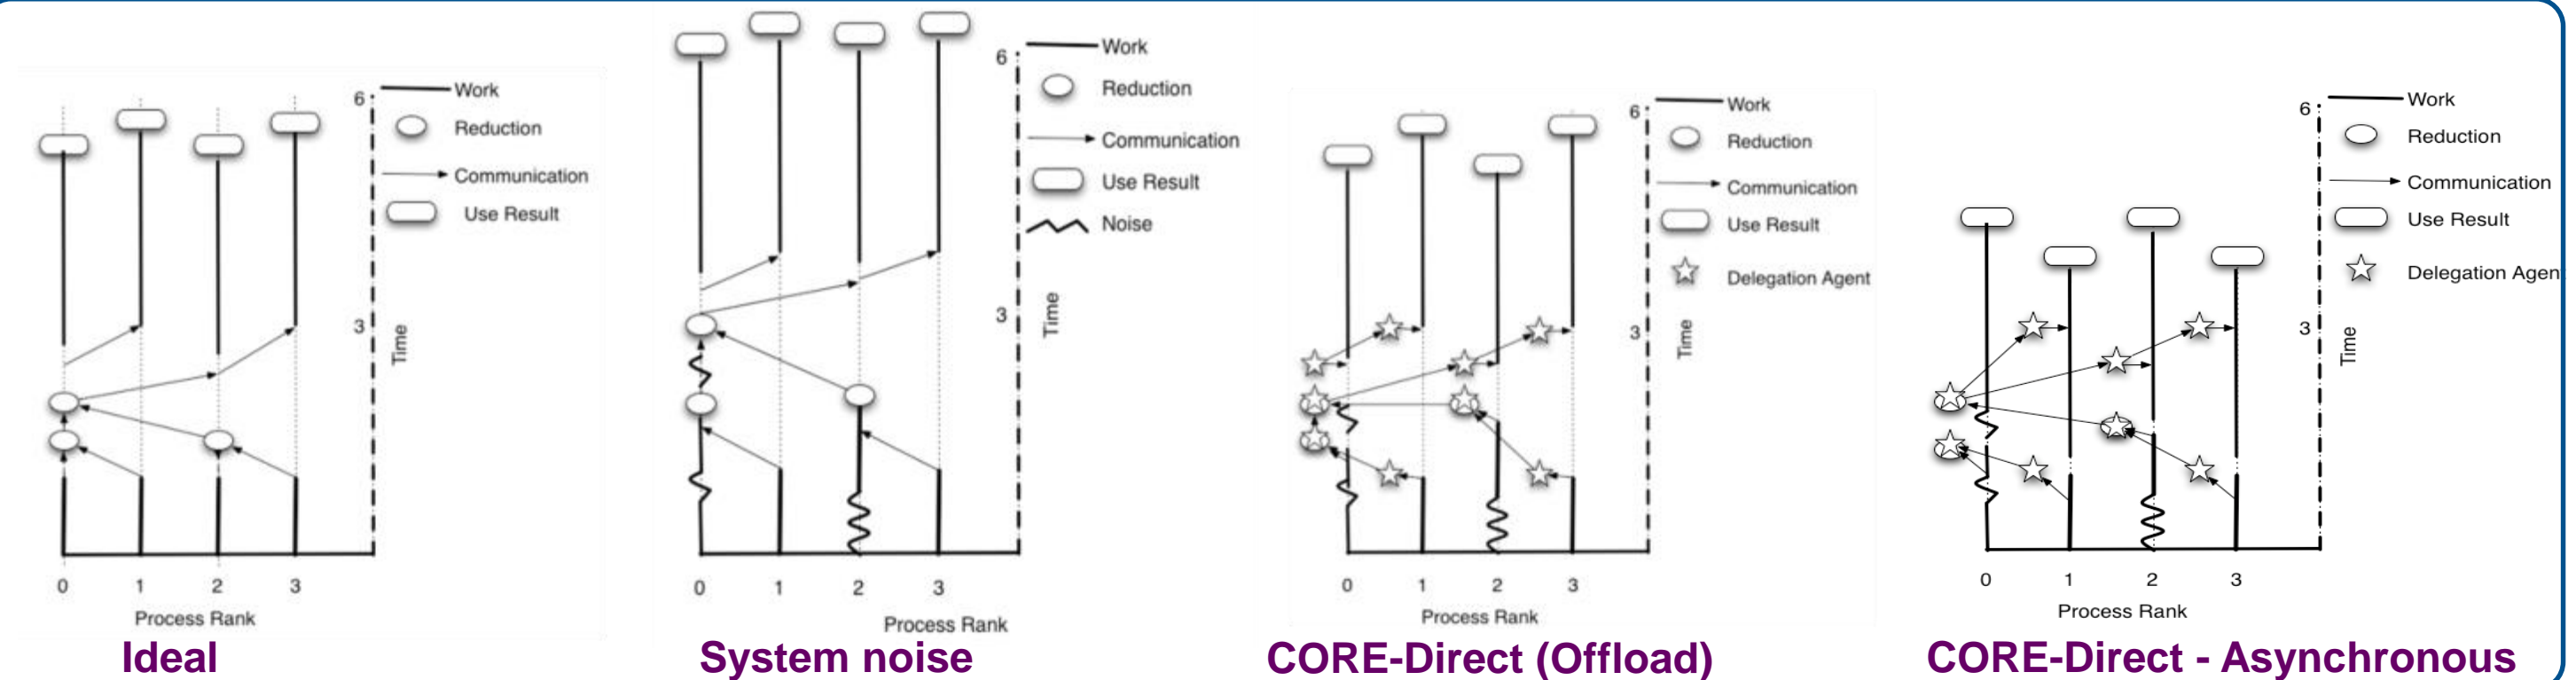 6
Work
Reduction
Communication
Use Result
3
Time
0 1 2 3
Process Rank
Ideal
6
Work
Reduction
Communication
Use Result
Noise
3
Time
0 1 2 3
Process Rank
System noise
6
Work
Reduction
Communication
Use Result
Delegation Agent
3
Time
0 1 2 3
Process Rank
CORE-Direct (Offload)
6
Work
Reduction
Communication
Use Result
Delegation Agen
3
Time
0 1 2 3
Process Rank
CORE-Direct - Asynchronous